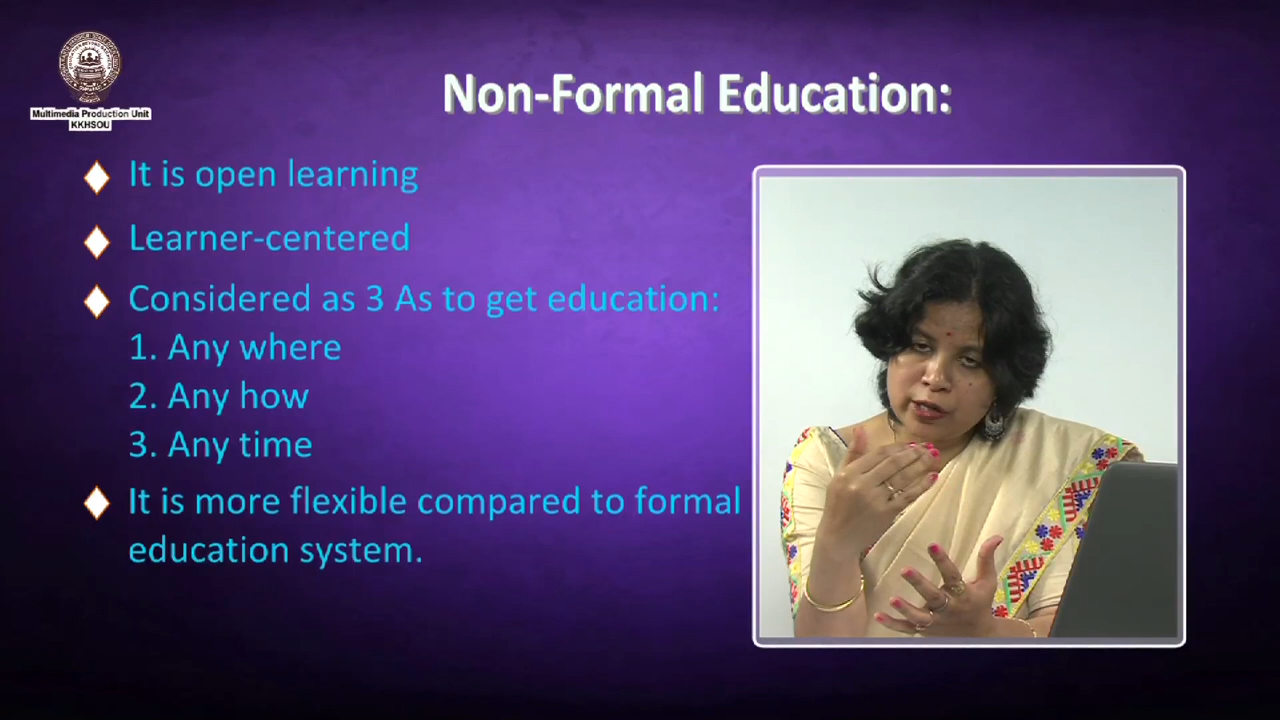 Multimedia Production Unit
KKHSOU
Non-Formal Education:
It is open learning
Learner-centered
Considered as 3 As to get education:
1. Any where
2. Any how
3. Any time
It is more flexible compared to formal
education system.